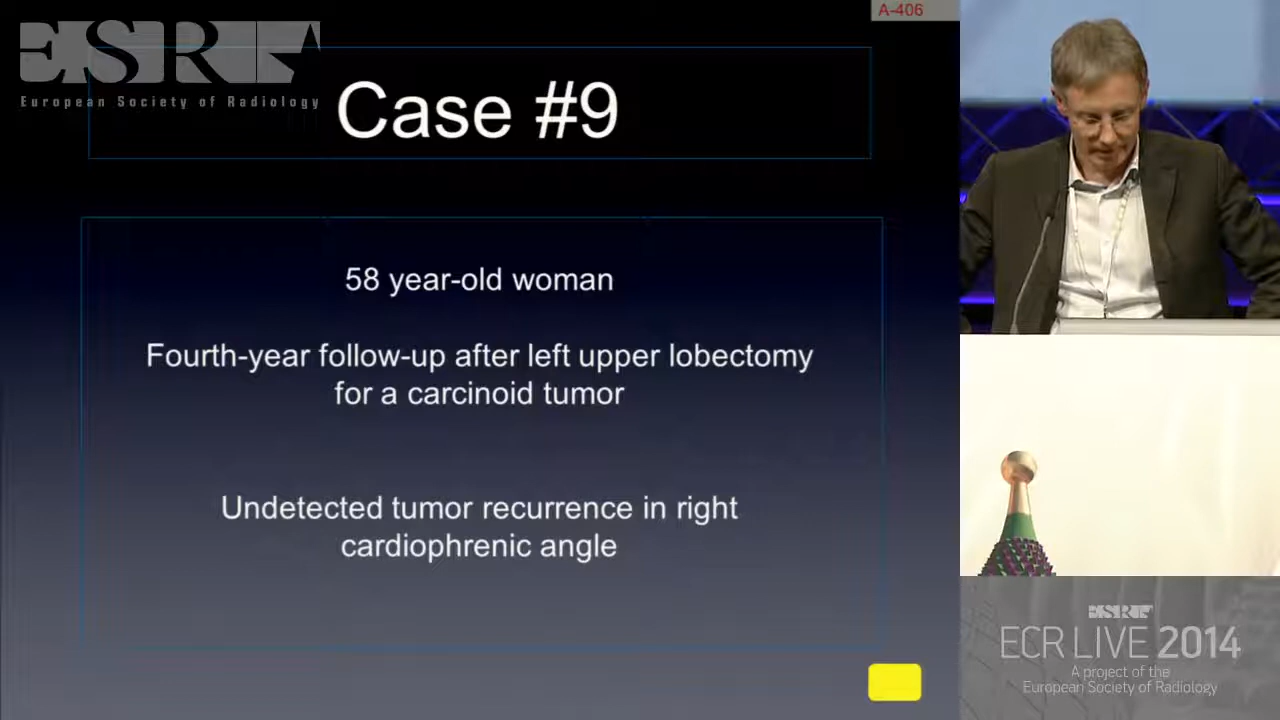 A-406
ESR
European Society of Radiology
Case #9
58 year-old woman
Fourth-year follow-up after left upper lobectomy
for a carcinoid tumor
Undetected tumor recurrence in right
cardiophrenic angle
ESR
ECR LIVE 2014
A project of the
European Society of Radiology